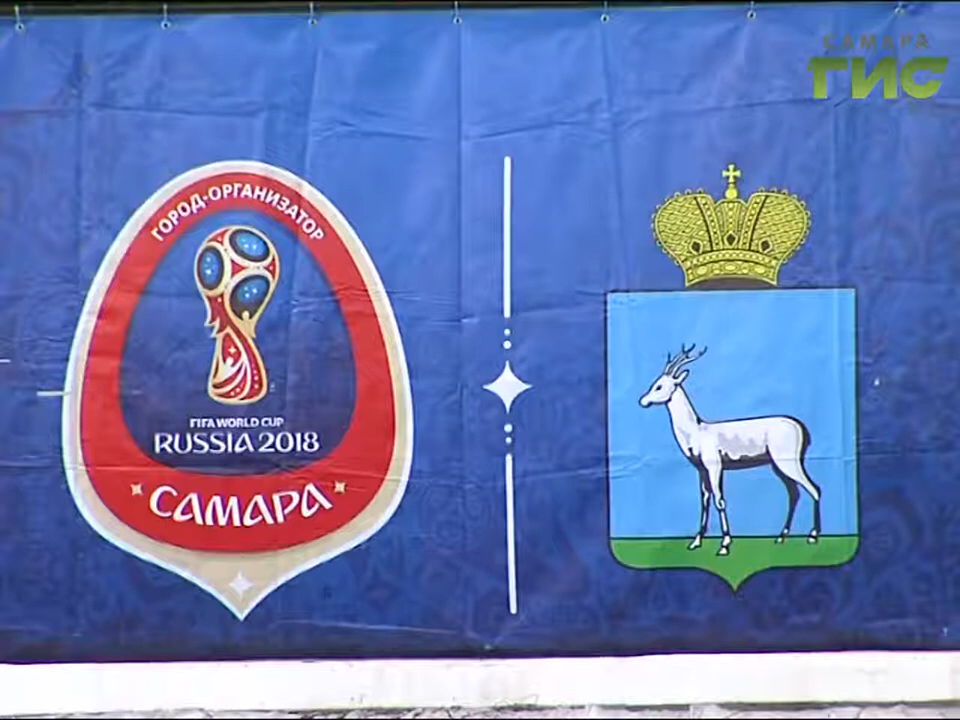 САМАРА
ГИС
ГОРОД-ОРГАНИЗАТОР
FIFA WORLD CUP
RUSSIA 2018
САМАРА